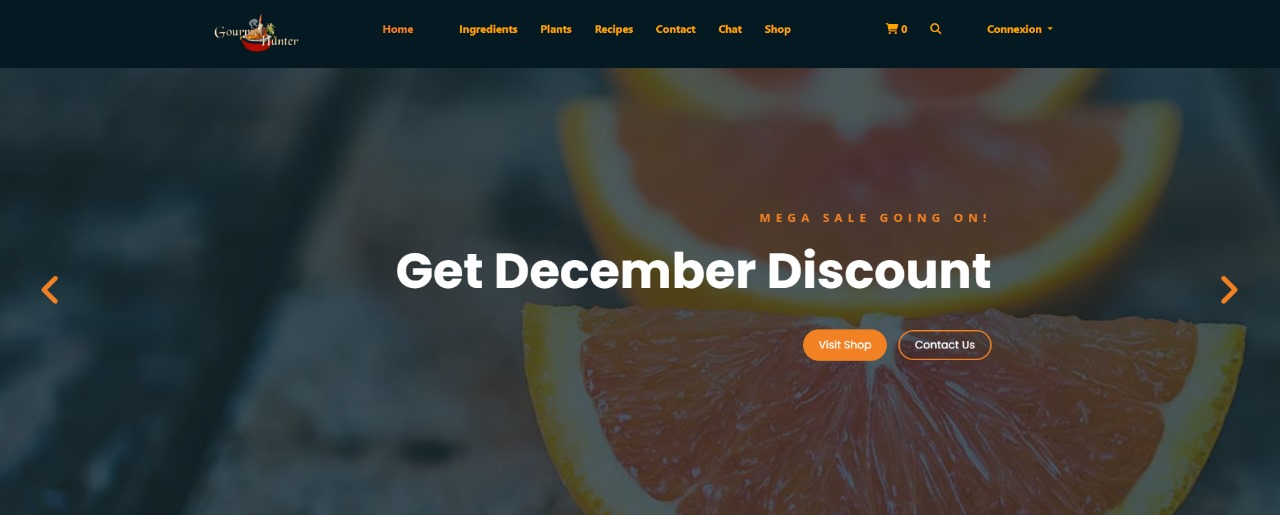 Gourmet Hunter
Home Ingredients Plants Recipes Contact Chat Shop 0 Connexion
MEGA SALE GOING ON!
Get December Discount
Visit Shop Contact Us